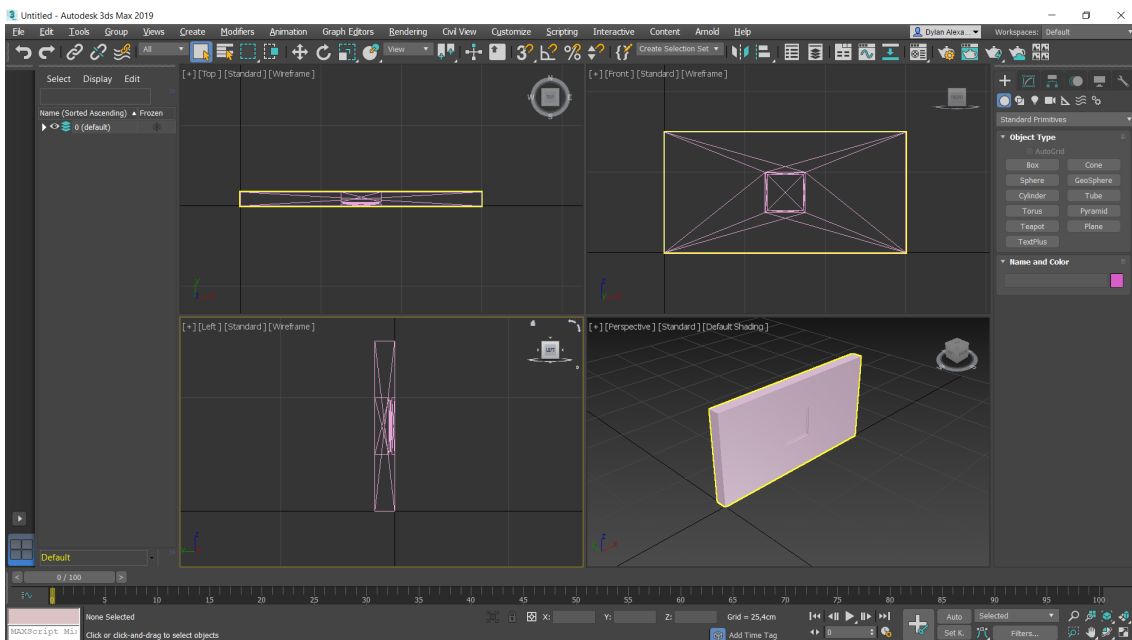 Untitled - Autodesk 3ds Max 2019
File Edit Tools Group Views Create Modifiers Animation Graph Editors Rendering Civil View Customize Scripting Interactive Content Arnold Help Dylan Alexa... Workspaces: Default
All View Create Selection Set
Select Display Edit
Name (Sorted Ascending) Frozen
0 (default)
Default
[+] [Top ] [Standard ] [Wireframe ]
[+] [Front ] [Standard ] [Wireframe ]
[+] [Left ] [Standard ] [Wireframe ]
[+] [Perspective ] [Standard ] [Default Shading ]
Standard Primitives
Object Type
AutoGrid
Box Cone
Sphere GeoSphere
Cylinder Tube
Torus Pyramid
Teapot Plane
TextPlus
Name and Color
0 / 100
0 5 10 15 20 25 30 35 40 45 50 55 60 65 70 75 80 85 90 95 100
None Selected X: Y: Z: Grid = 25,4cm Auto Selected
MAXScript Mi Click or click-and-drag to select objects Add Time Tag 0 Set K. Filters...